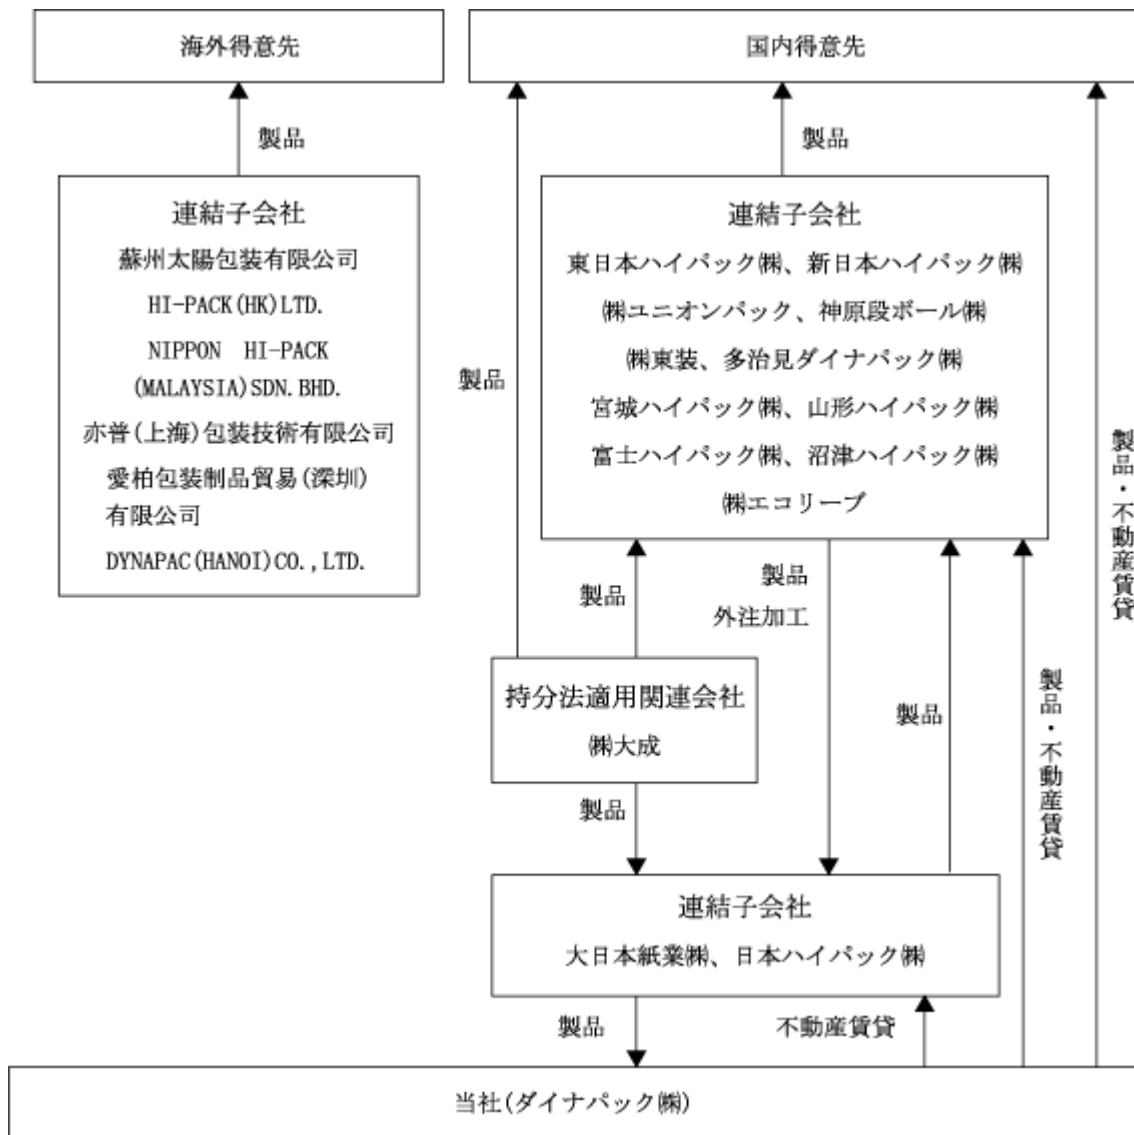 海外得意先
国内得意先
製品
製品
連結子会社
蘇州太陽包装有限公司
HI-PACK(HK)LTD.
NIPPON HI-PACK
(MALAYSIA)SDN.BHD.
亦普(上海)包装技術有限公司
愛柏包装制品貿易(深圳)
有限公司
DYNAPAC(HANOI)CO.,LTD.
製品
連結子会社
東日本ハイパック㈱、新日本ハイパック㈱
㈱ユニオンパック、神原段ボール㈱
㈱東装、多治見ダイナパック㈱
宮城ハイパック㈱、山形ハイパック㈱
富士ハイパック㈱、沼津ハイパック㈱
㈱エコリープ
製品・不動産賃貸
製品
製品
外注加工
持分法適用関連会社
㈱大成
製品
製品・不動産賃貸
製品
連結子会社
大日本紙業㈱、日本ハイパック㈱
製品
不動産賃貸
当社(ダイナパック㈱)